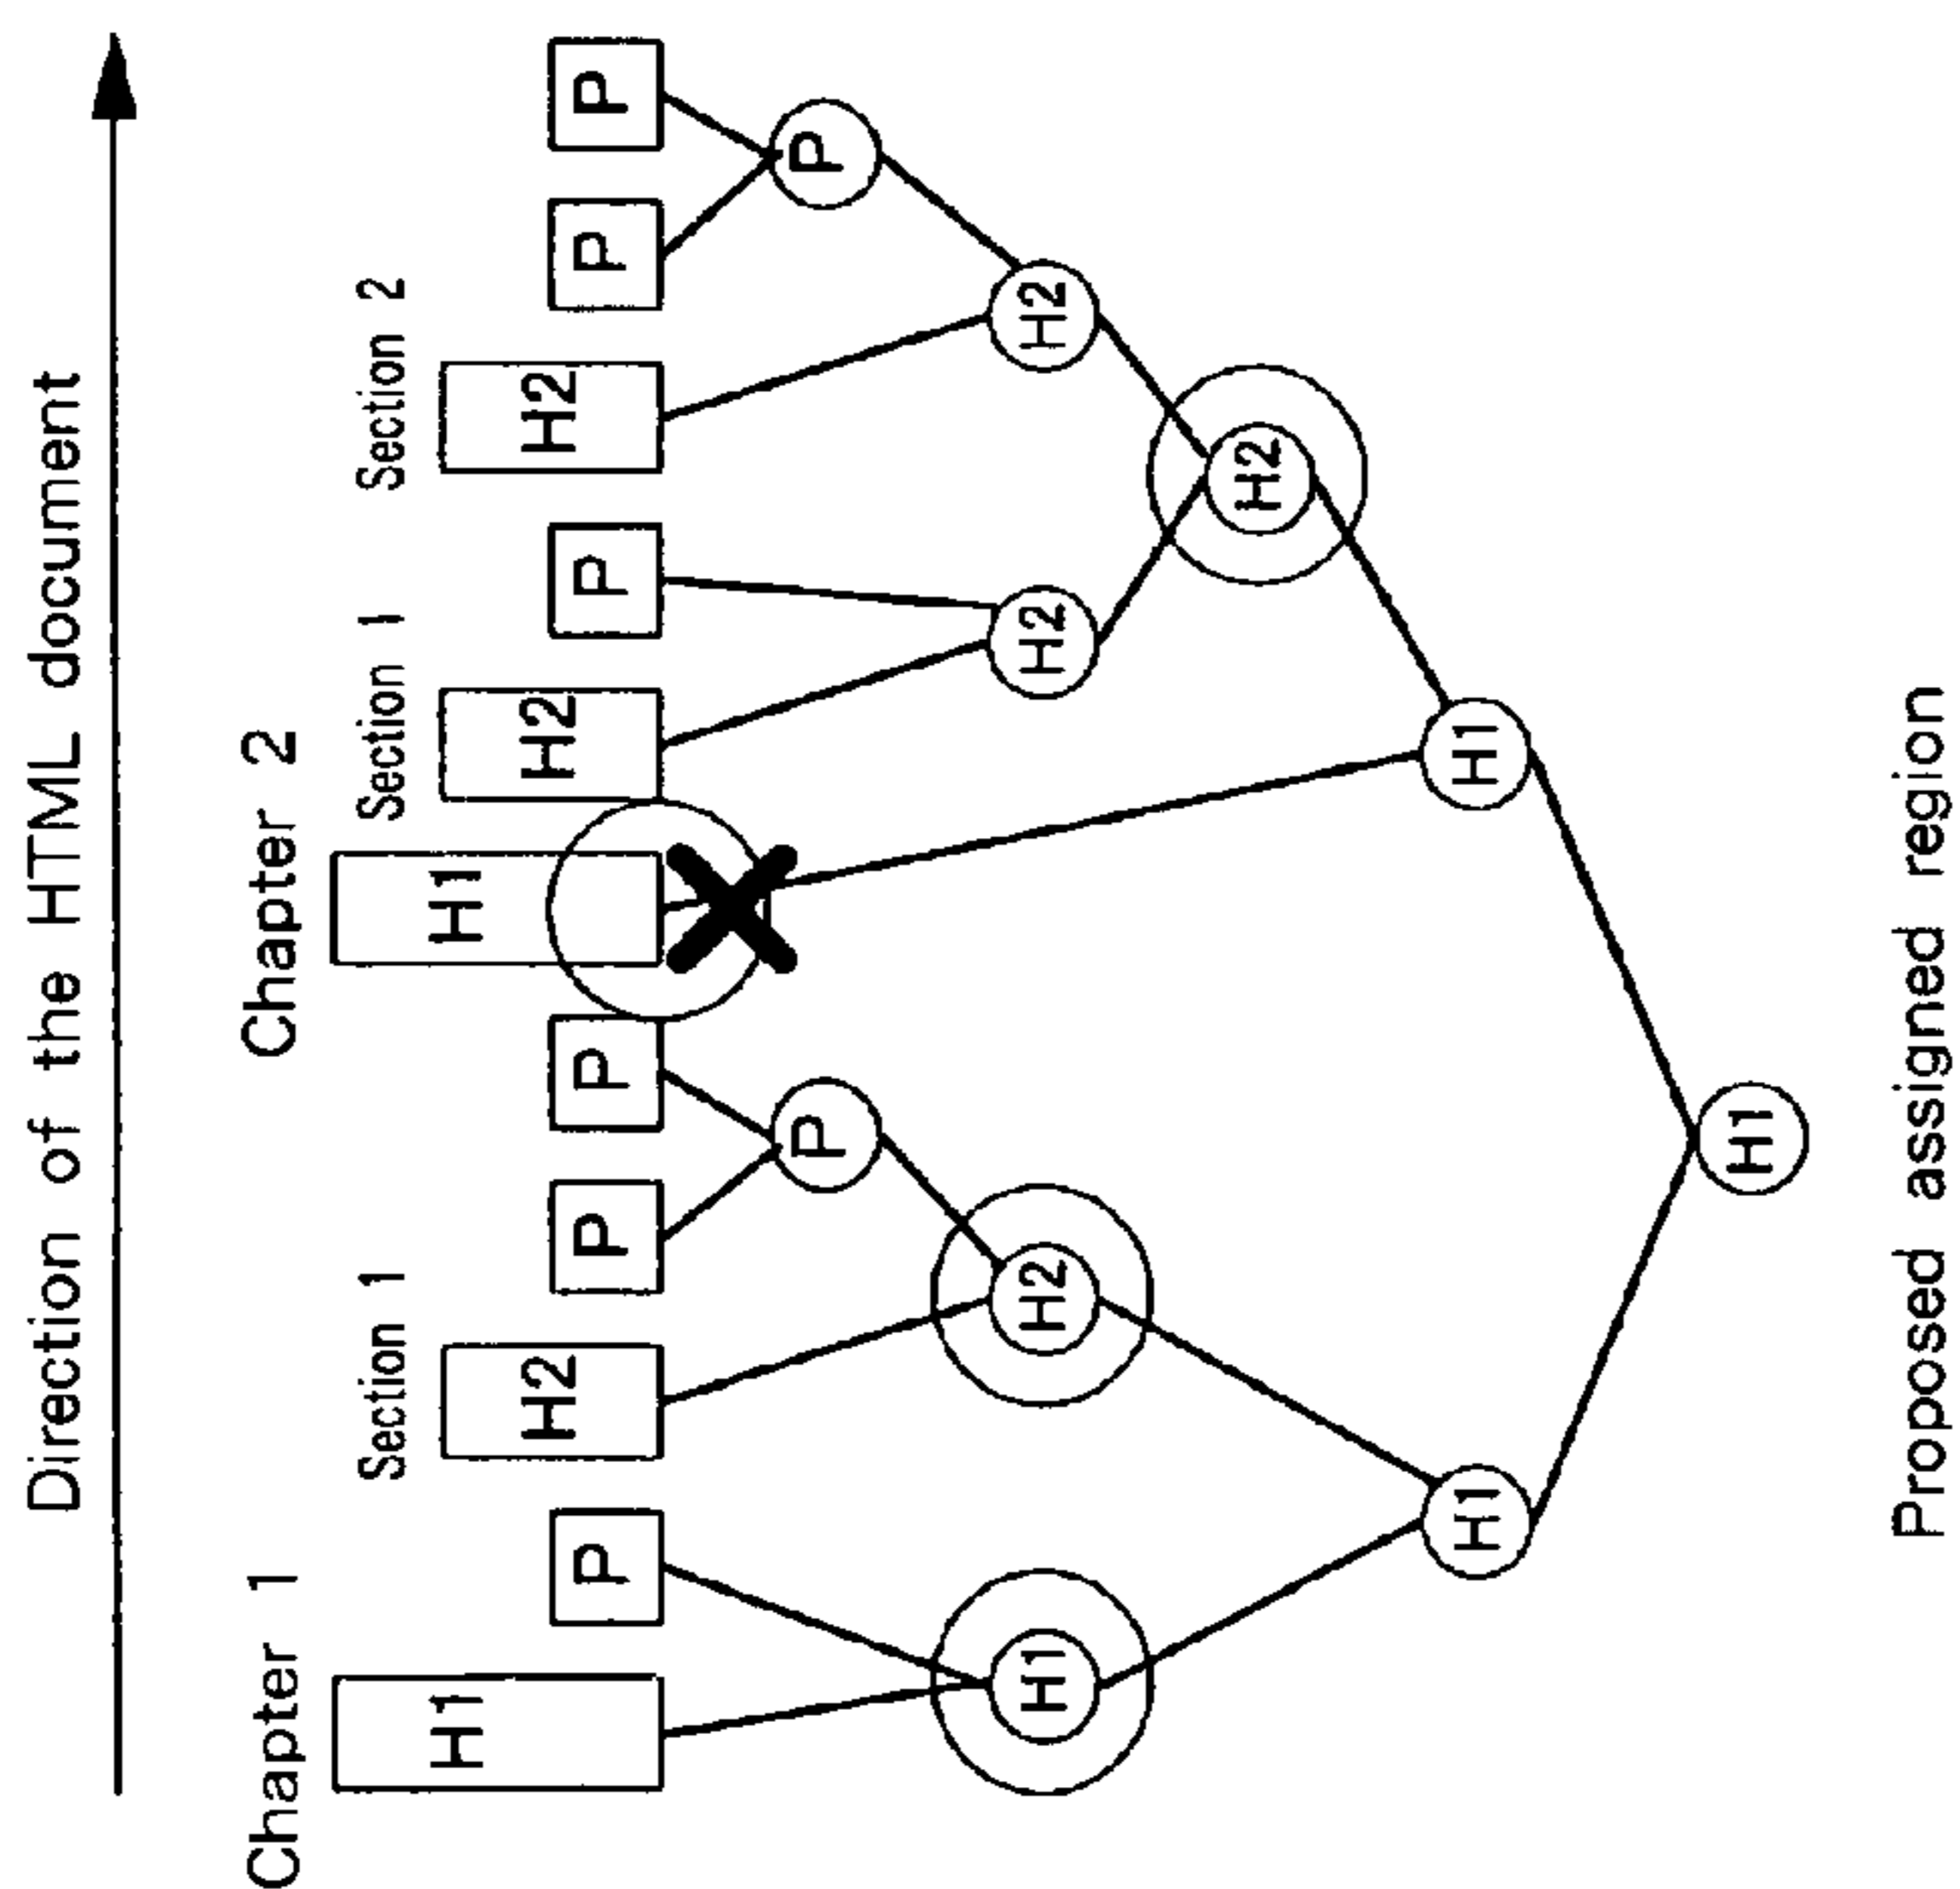 Direction of the HTML document
Chapter 1
Chapter 2
Section 1
Section 1
Section 2
H1
P
H2
P
P
H1
H2
P
H2
P
P
P
P
H1
H2
H2
H2
H2
H1
H1
H1
Proposed assigned region